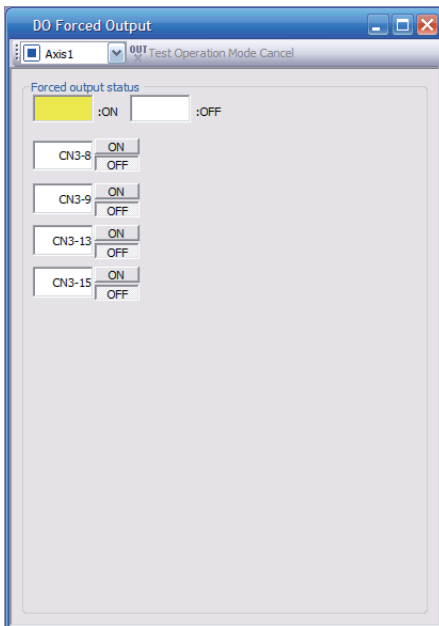 DO Forced Output
Axis1 OUT Test Operation Mode Cancel
Forced output status
:ON :OFF
CN3-8 ON
OFF
CN3-9 ON
OFF
CN3-13 ON
OFF
CN3-15 ON
OFF